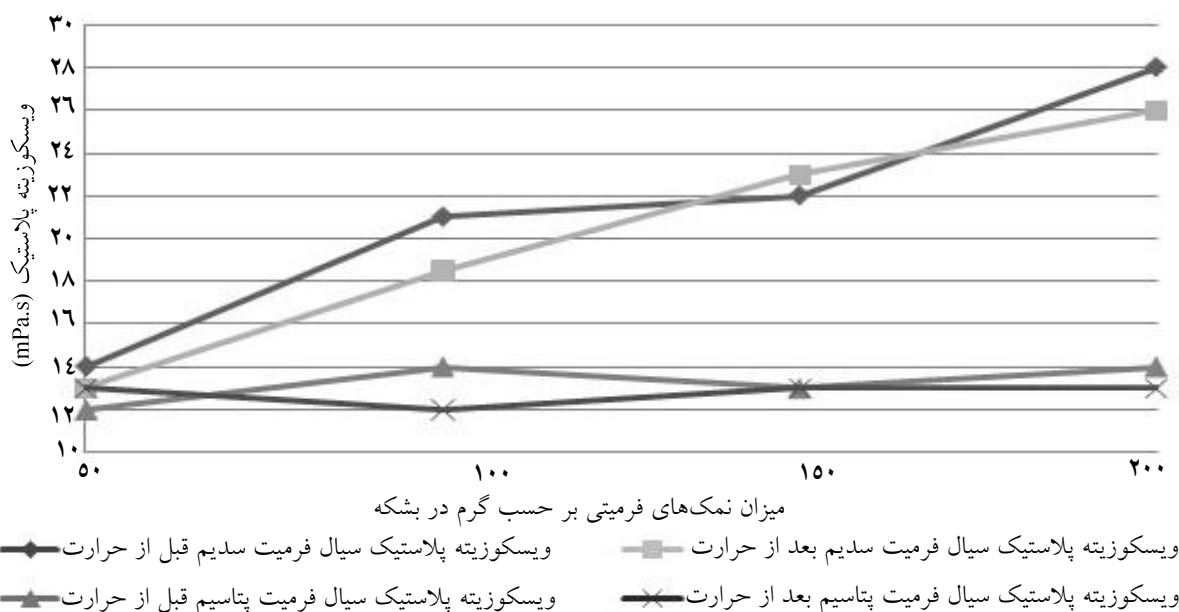 ۳۰
۲۸
۲۶
۲٤
۲۲
۲۰
۱۸
۱۶
۱٤
۱۲
۱۰
ویسکوزیته پلاستیک (mPa.s)
۵۰ ۱۰۰ ۱۵۰ ۲۰۰
میزان نمک‌های فرمیتی بر حسب گرم در بشکه
ویسکوزیته پلاستیک سیال فرمیت سدیم بعد از حرارت ویسکوزیته پلاستیک سیال فرمیت سدیم قبل از حرارت
ویسکوزیته پلاستیک سیال فرمیت پتاسیم بعد از حرارت ویسکوزیته پلاستیک سیال فرمیت پتاسیم قبل از حرارت